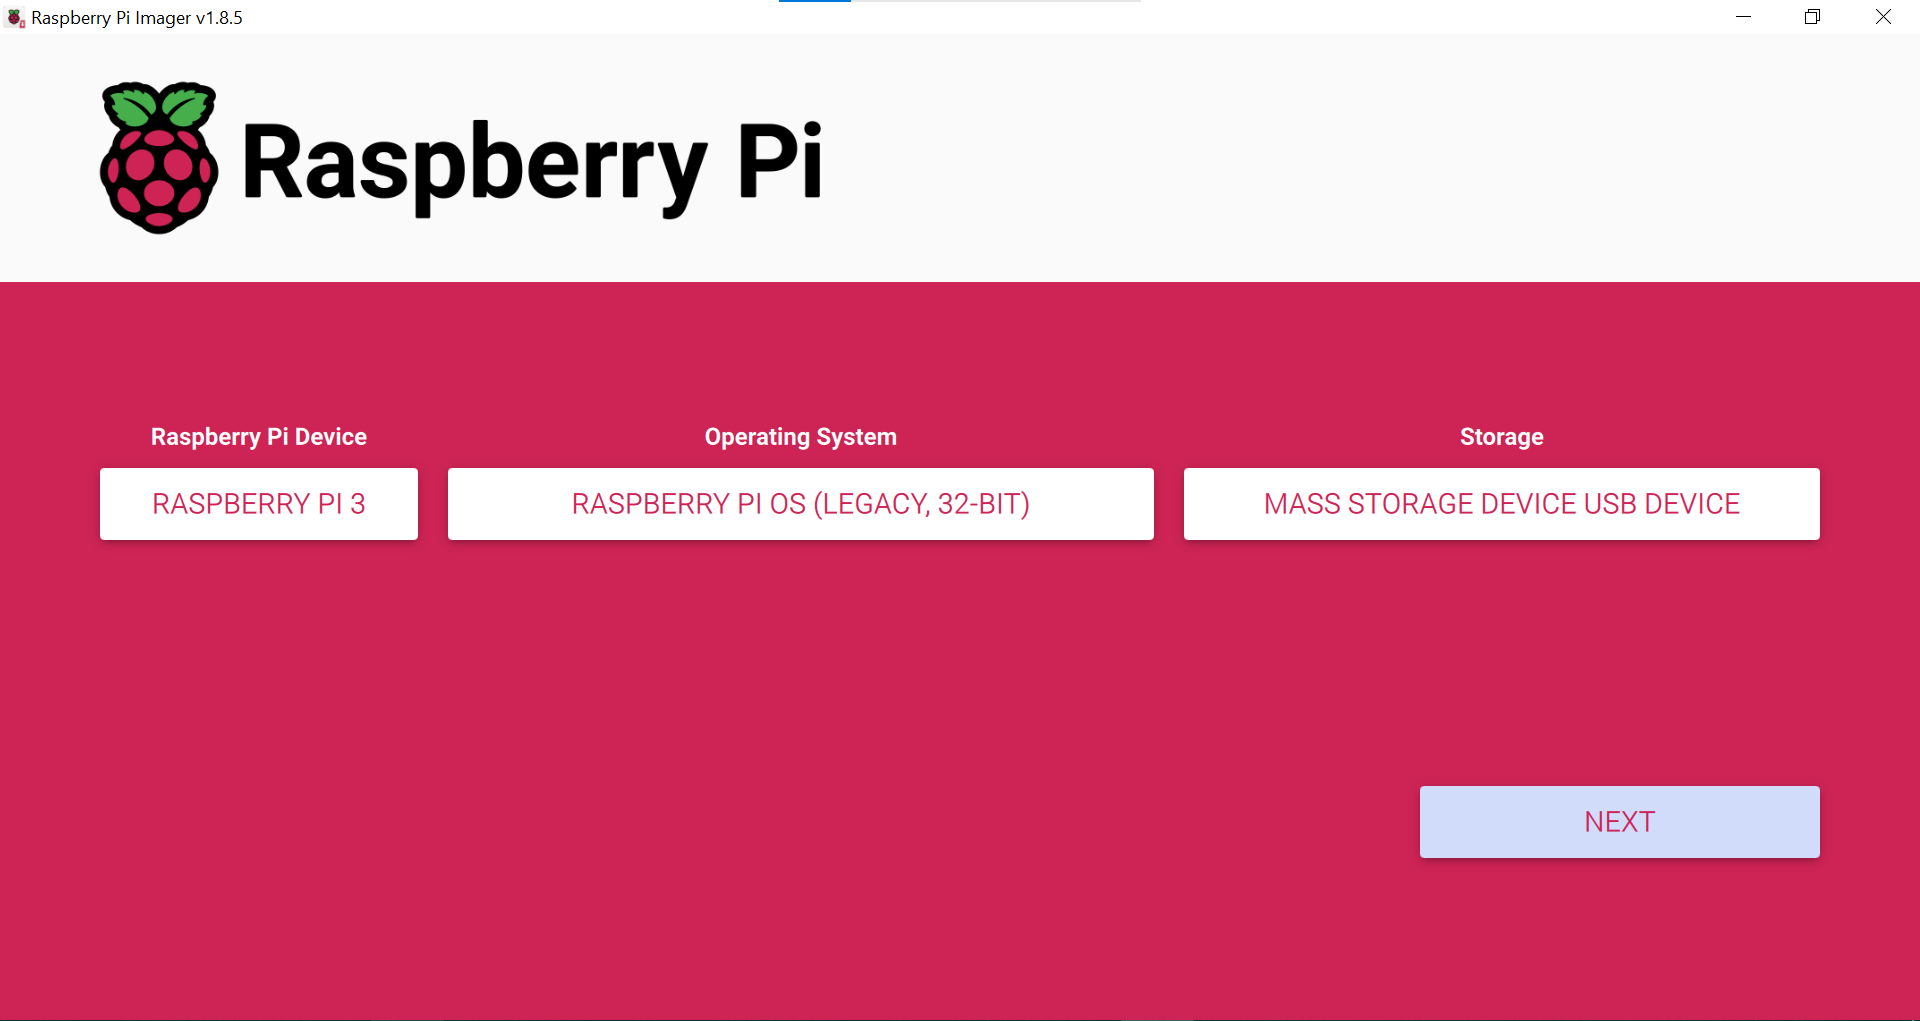 Raspberry Pi Imager v1.8.5
Raspberry Pi
Raspberry Pi Device
Operating System
Storage
RASPBERRY PI 3
RASPBERRY PI OS (LEGACY, 32-BIT)
MASS STORAGE DEVICE USB DEVICE
NEXT